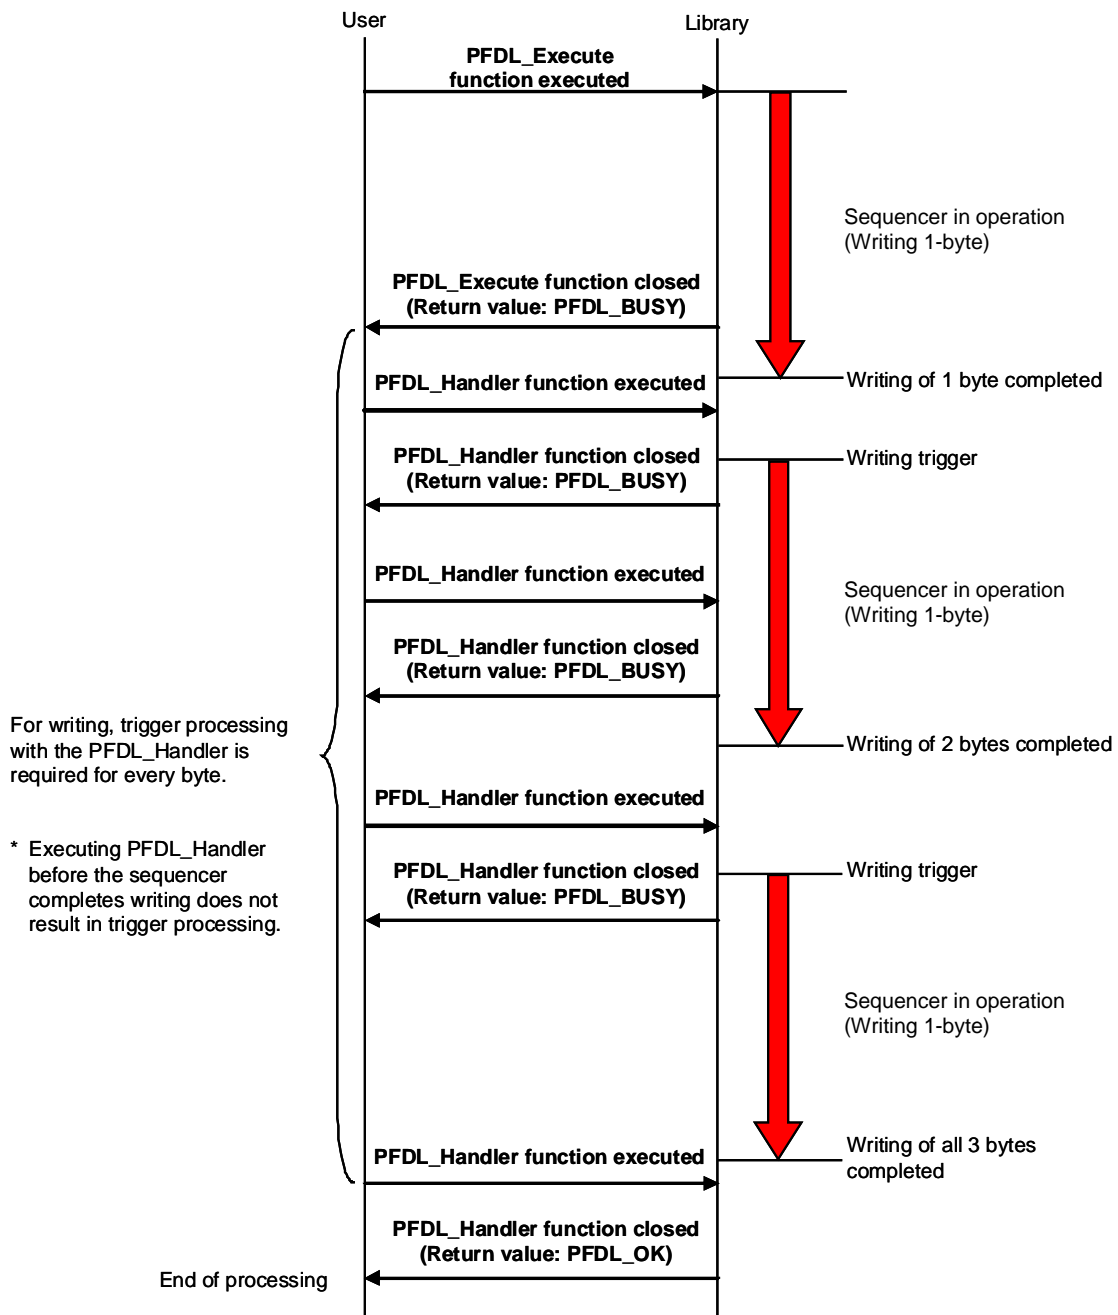 User
Library
PFDL_Execute
function executed
Sequencer in operation
(Writing 1-byte)
PFDL_Execute function closed
(Return value: PFDL_BUSY)
PFDL_Handler function executed
Writing of 1 byte completed
PFDL_Handler function closed
(Return value: PFDL_BUSY)
Writing trigger
PFDL_Handler function executed
Sequencer in operation
(Writing 1-byte)
PFDL_Handler function closed
(Return value: PFDL_BUSY)
For writing, trigger processing
with the PFDL_Handler is
required for every byte.
Writing of 2 bytes completed
PFDL_Handler function executed
* Executing PFDL_Handler
before the sequencer
completes writing does not
result in trigger processing.
PFDL_Handler function closed
(Return value: PFDL_BUSY)
Writing trigger
Sequencer in operation
(Writing 1-byte)
PFDL_Handler function executed
Writing of all 3 bytes
completed
PFDL_Handler function closed
(Return value: PFDL_OK)
End of processing